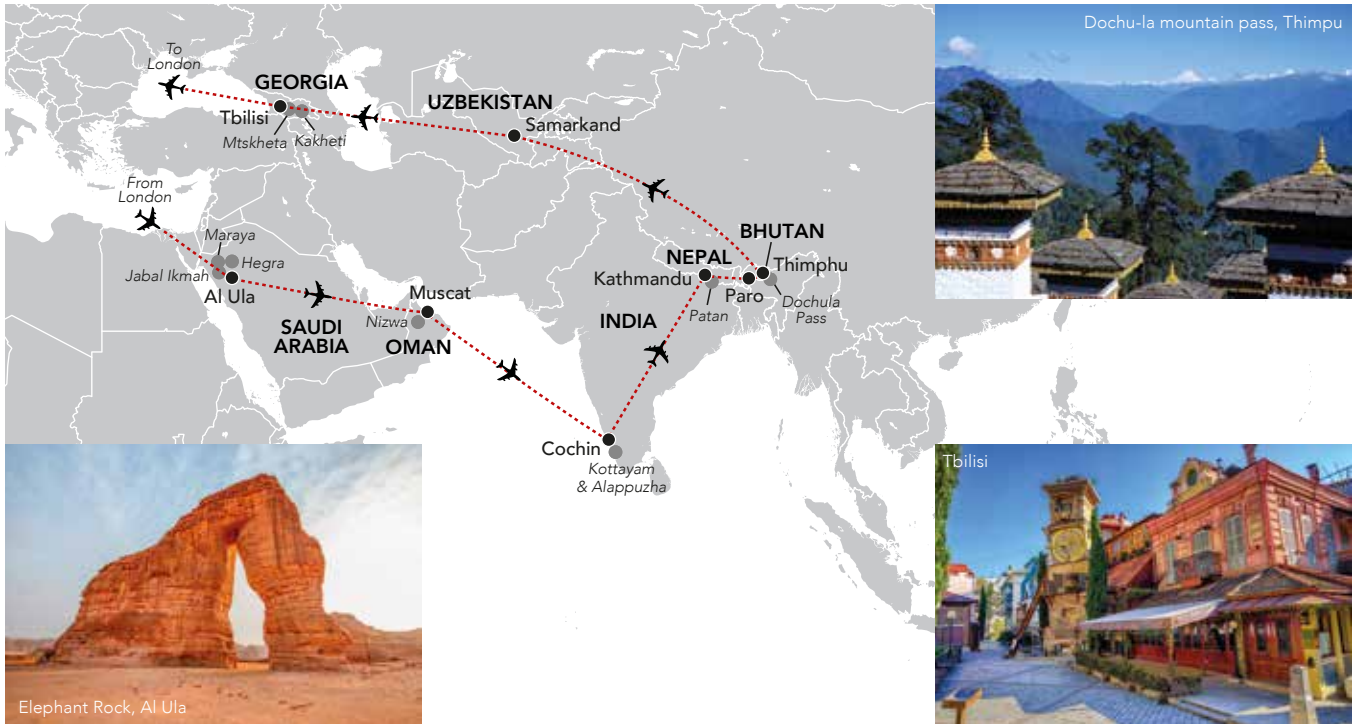 Dochu-la mountain pass, Thimpu
To
London
GEORGIA
Tbilisi
Mtskheta
Kakheti
UZBEKISTAN
Samarkand
From
London
Maraya
Hegra
Jabal Ikmah
Al Ula
SAUDI
ARABIA
Muscat
Nizwa
OMAN
BHUTAN
NEPAL
Thimphu
Kathmandu
Paro
Dochula
Pass
Patan
INDIA
Cochin
Kottayam
& Alappuzha
Elephant Rock, Al Ula
Tbilisi